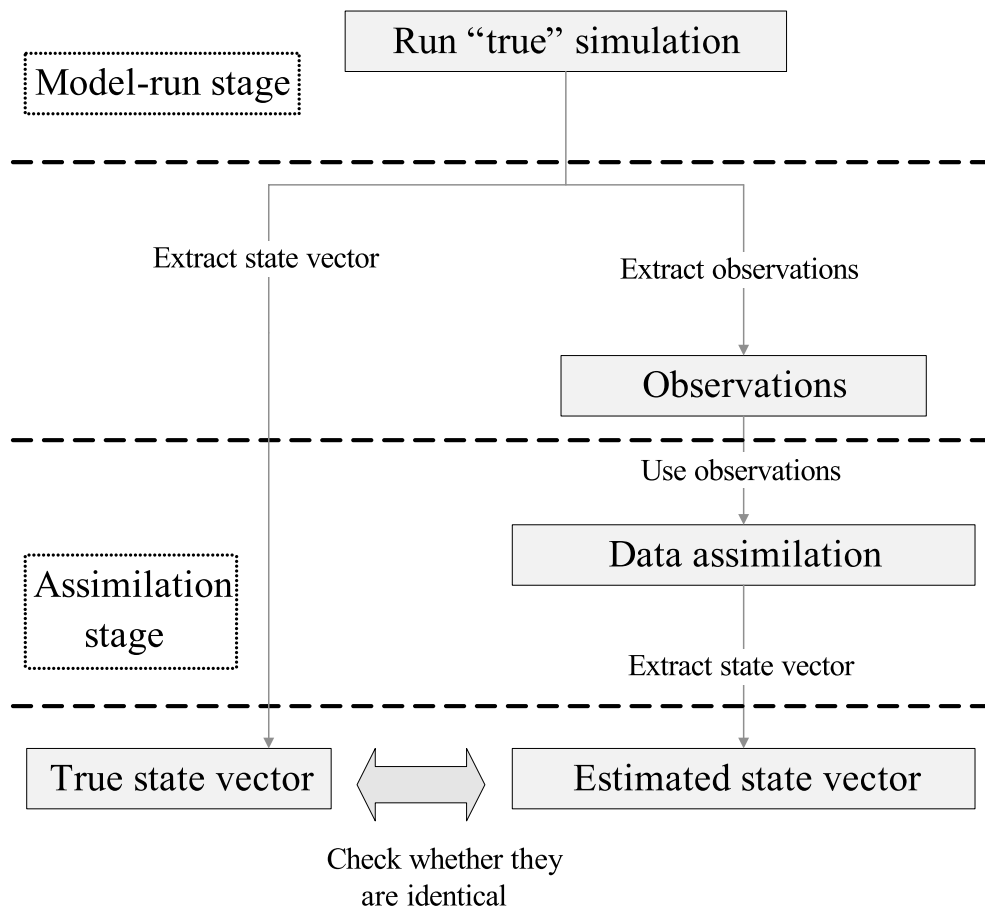 Run “true” simulation
Model-run stage
Extract state vector
Extract observations
Observations
Use observations
Data assimilation
Assimilation
stage
Extract state vector
True state vector
Estimated state vector
Check whether they
are identical